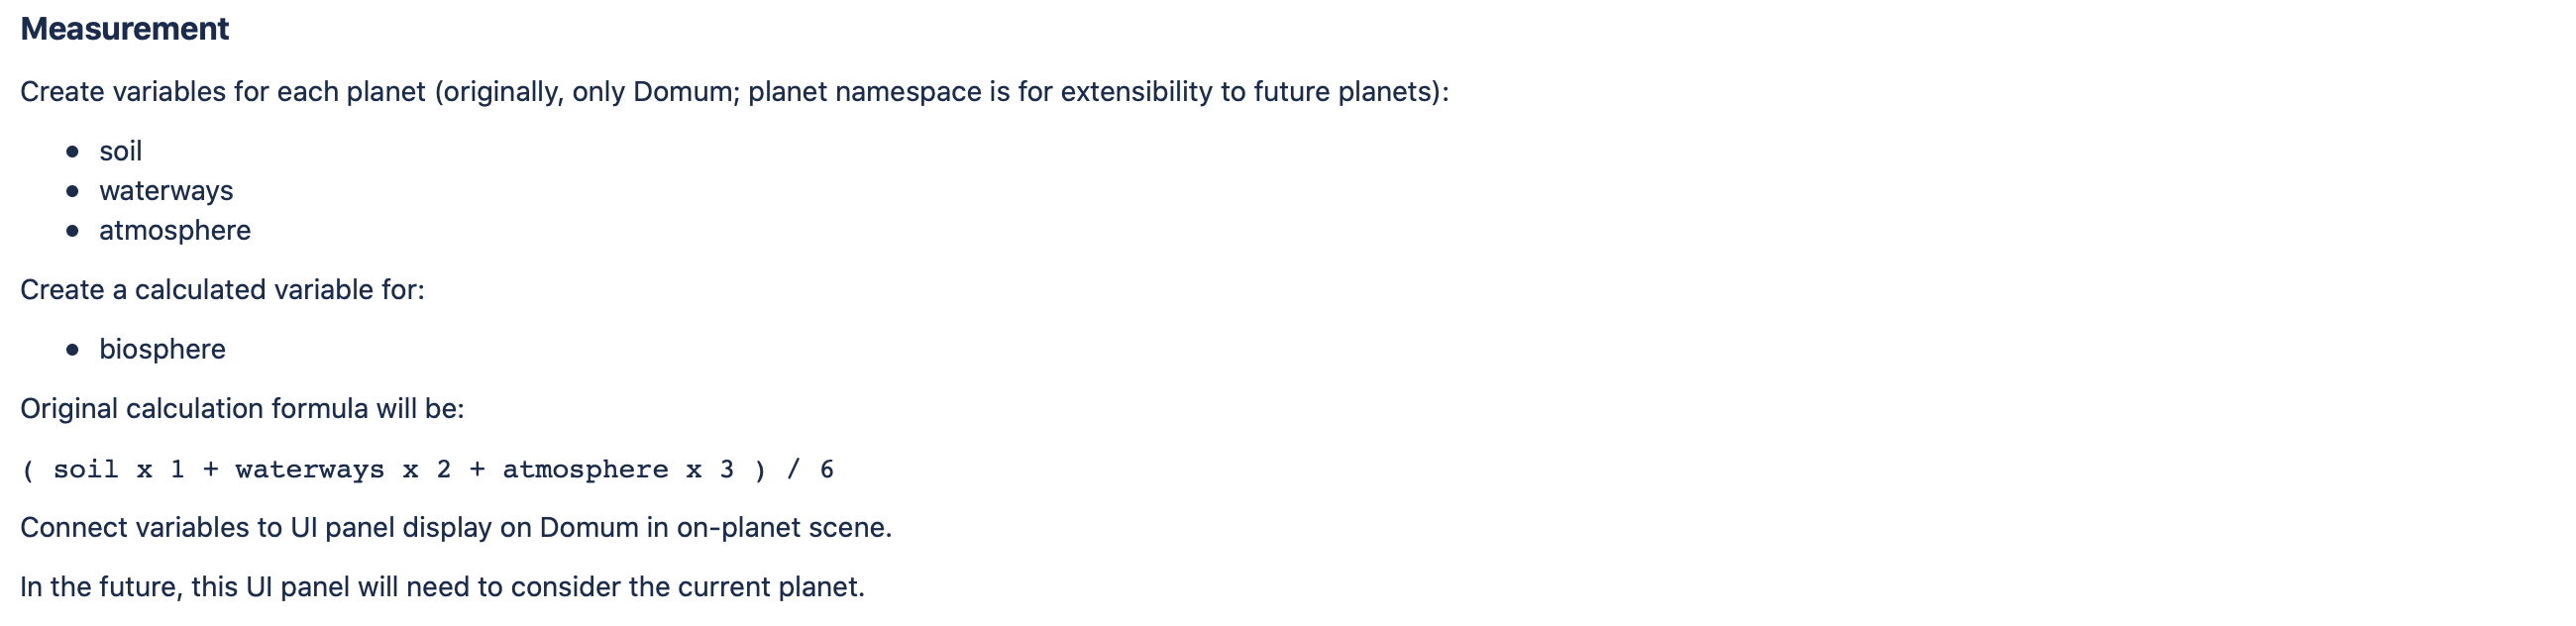 Measurement
Create variables for each planet (originally, only Domum; planet namespace is for extensibility to future planets):
• soil
• waterways
• atmosphere
Create a calculated variable for:
• biosphere
Original calculation formula will be:
( soil x 1 + waterways x 2 + atmosphere x 3 ) / 6
Connect variables to UI panel display on Domum in on-planet scene.
In the future, this UI panel will need to consider the current planet.